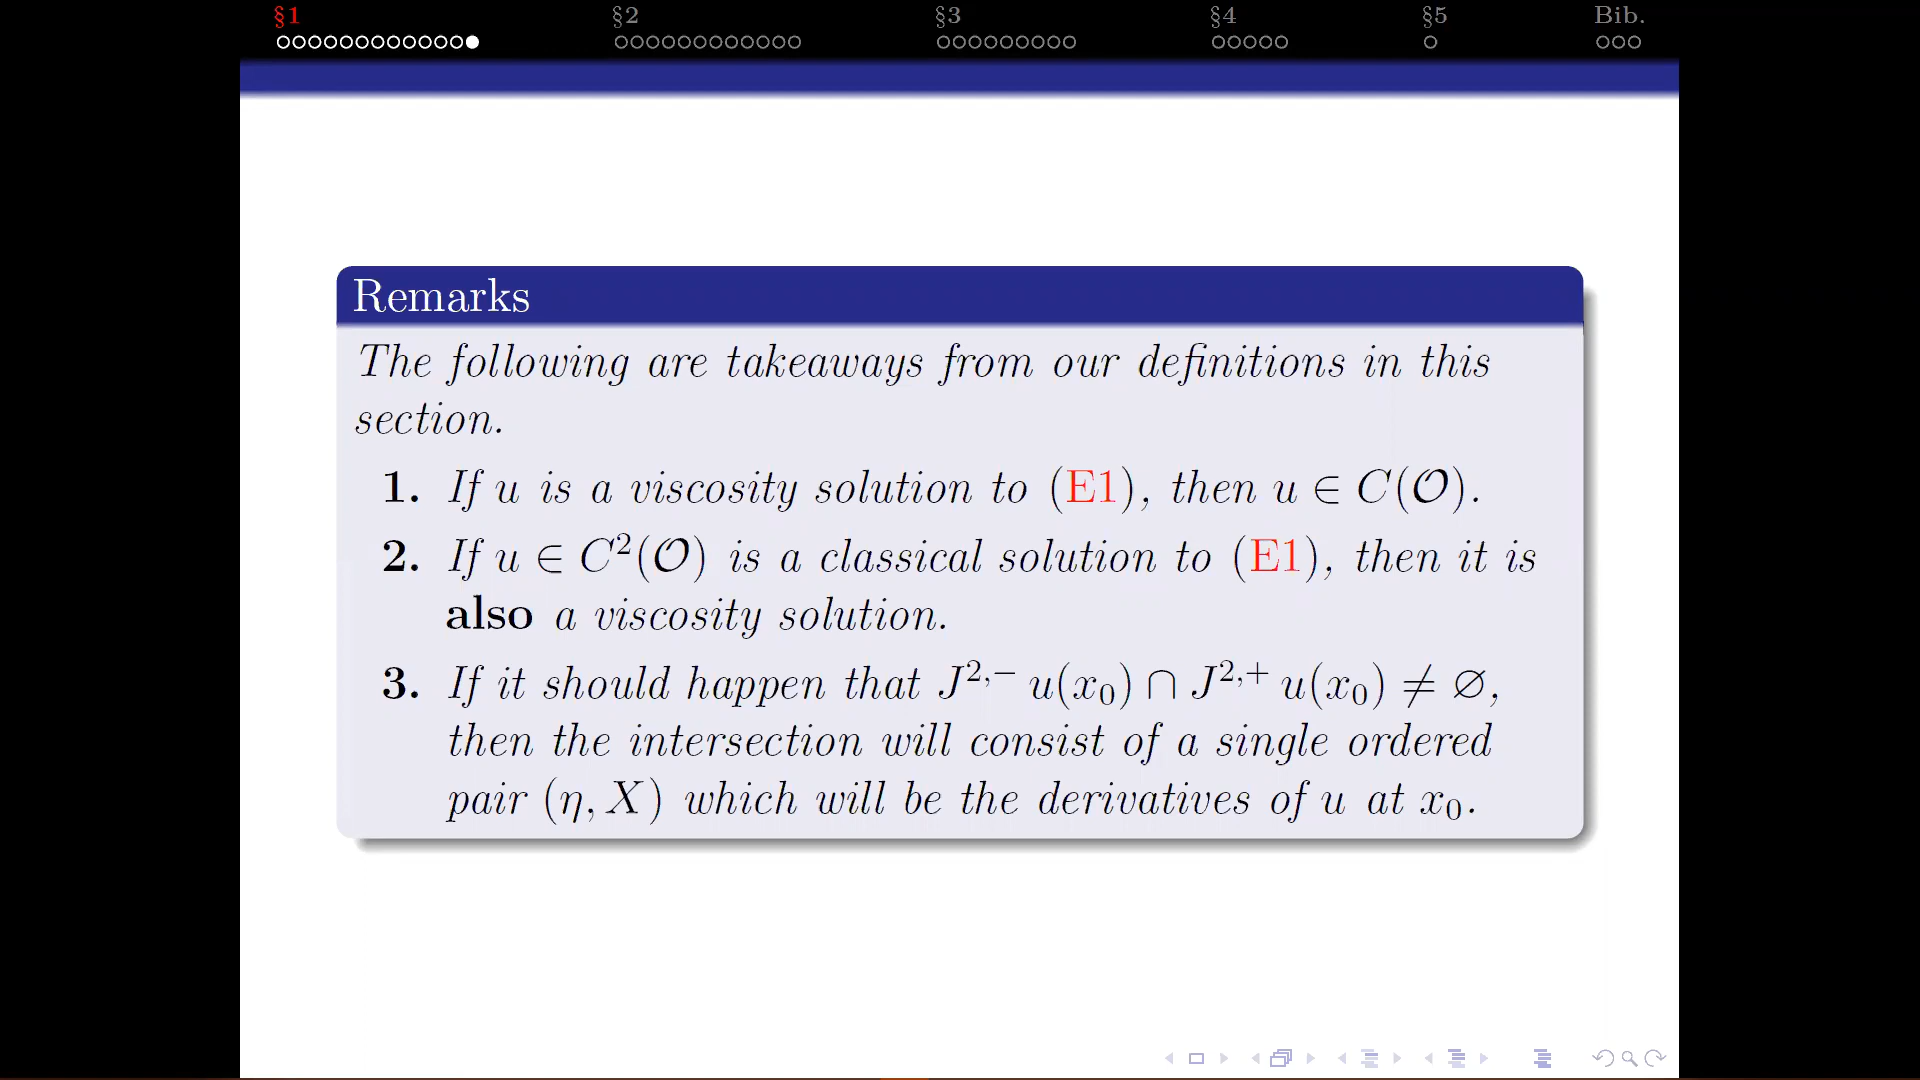 §1 §2 §3 §4 §5 Bib.
Remarks
The following are takeaways from our definitions in this
section.
1. If u is a viscosity solution to (E1), then u ∈ C(𝒪).
2. If u ∈ C²(𝒪) is a classical solution to (E1), then it is
also a viscosity solution.
3. If it should happen that J^{2,−} u(x₀) ∩ J^{2,+} u(x₀) ≠ ∅,
then the intersection will consist of a single ordered
pair (η, X) which will be the derivatives of u at x₀.